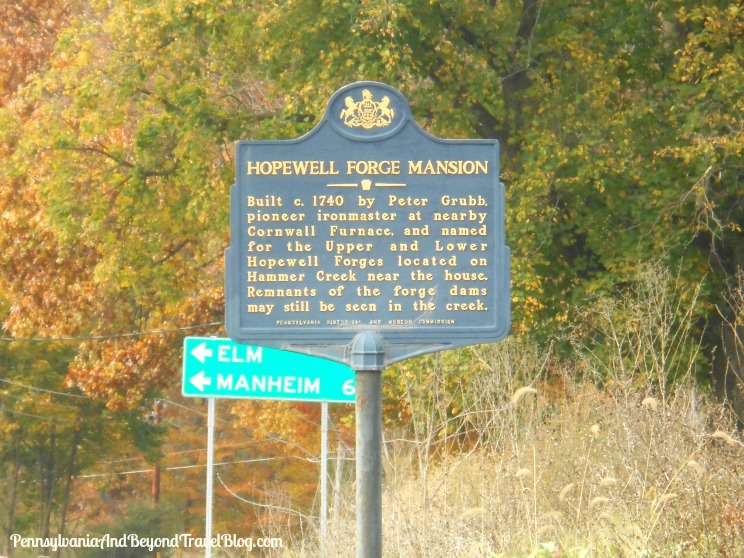 HOPEWELL FORGE MANSION
Built c. 1740 by Peter Grubb,
pioneer ironmaster at nearby
Cornwall Furnace, and named
for the Upper and Lower
Hopewell Forges located on
Hammer Creek near the house.
Remnants of the forge dams
may still be seen in the creek.
PENNSYLVANIA HISTORICAL AND MUSEUM COMMISSION
ELM
MANHEIM 6
PennsylvaniaAndBeyondTravelBlog.com